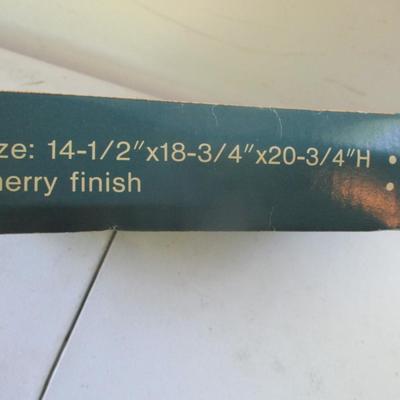 ze: 14-1/2"x18-3/4"x20-3/4"H •
herry finish •